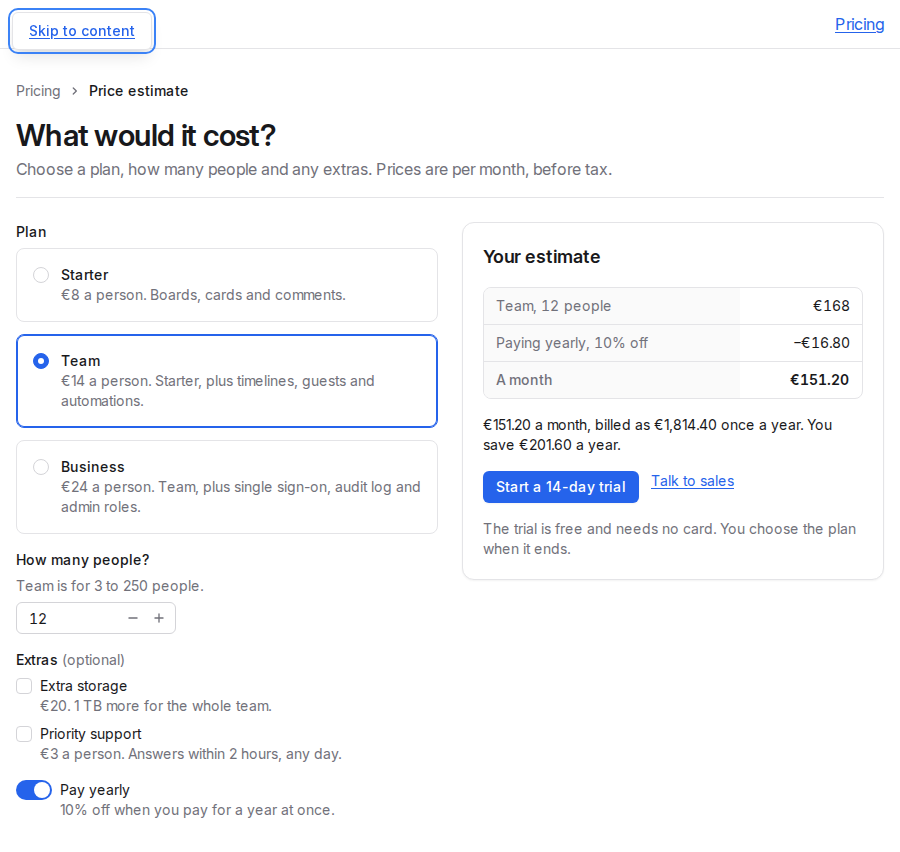 Skip to content
Pricing
Pricing > Price estimate
What would it cost?
Choose a plan, how many people and any extras. Prices are per month, before tax.
Plan
Starter
€8 a person. Boards, cards and comments.
Team
€14 a person. Starter, plus timelines, guests and
automations.
Business
€24 a person. Team, plus single sign-on, audit log and
admin roles.
How many people?
Team is for 3 to 250 people.
12 − +
Extras (optional)
Extra storage
€20. 1 TB more for the whole team.
Priority support
€3 a person. Answers within 2 hours, any day.
Pay yearly
10% off when you pay for a year at once.
Your estimate
Team, 12 people €168
Paying yearly, 10% off −€16.80
A month €151.20
€151.20 a month, billed as €1,814.40 once a year. You
save €201.60 a year.
Start a 14-day trial Talk to sales
The trial is free and needs no card. You choose the plan
when it ends.